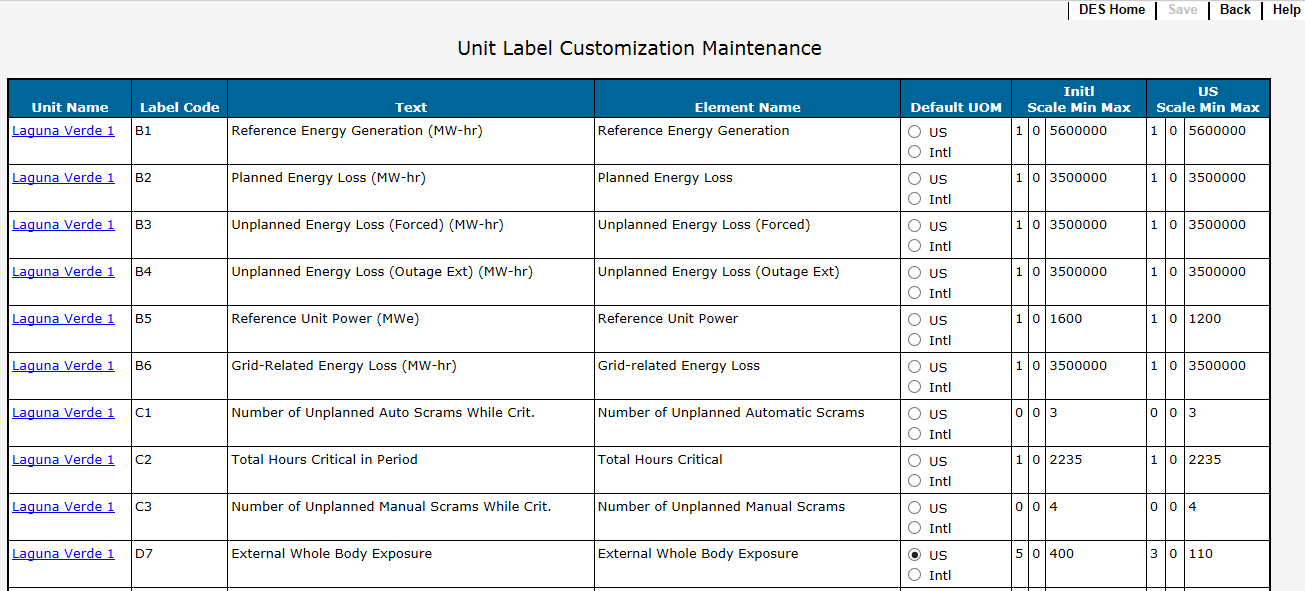 DES Home Save Back Help
Unit Label Customization Maintenance
Unit Name Label Code Text Element Name Default UOM Initl Scale Min Max US Scale Min Max
Laguna Verde 1 B1 Reference Energy Generation (MW-hr) Reference Energy Generation US 1 0 5600000 1 0 5600000
Intl
Laguna Verde 1 B2 Planned Energy Loss (MW-hr) Planned Energy Loss US 1 0 3500000 1 0 3500000
Intl
Laguna Verde 1 B3 Unplanned Energy Loss (Forced) (MW-hr) Unplanned Energy Loss (Forced) US 1 0 3500000 1 0 3500000
Intl
Laguna Verde 1 B4 Unplanned Energy Loss (Outage Ext) (MW-hr) Unplanned Energy Loss (Outage Ext) US 1 0 3500000 1 0 3500000
Intl
Laguna Verde 1 B5 Reference Unit Power (MWe) Reference Unit Power US 1 0 1600 1 0 1200
Intl
Laguna Verde 1 B6 Grid-Related Energy Loss (MW-hr) Grid-related Energy Loss US 1 0 3500000 1 0 3500000
Intl
Laguna Verde 1 C1 Number of Unplanned Auto Scrams While Crit. Number of Unplanned Automatic Scrams US 0 0 3 0 0 3
Intl
Laguna Verde 1 C2 Total Hours Critical in Period Total Hours Critical US 1 0 2235 1 0 2235
Intl
Laguna Verde 1 C3 Number of Unplanned Manual Scrams While Crit. Number of Unplanned Manual Scrams US 0 0 4 0 0 4
Intl
Laguna Verde 1 D7 External Whole Body Exposure External Whole Body Exposure US 5 0 400 3 0 110
Intl